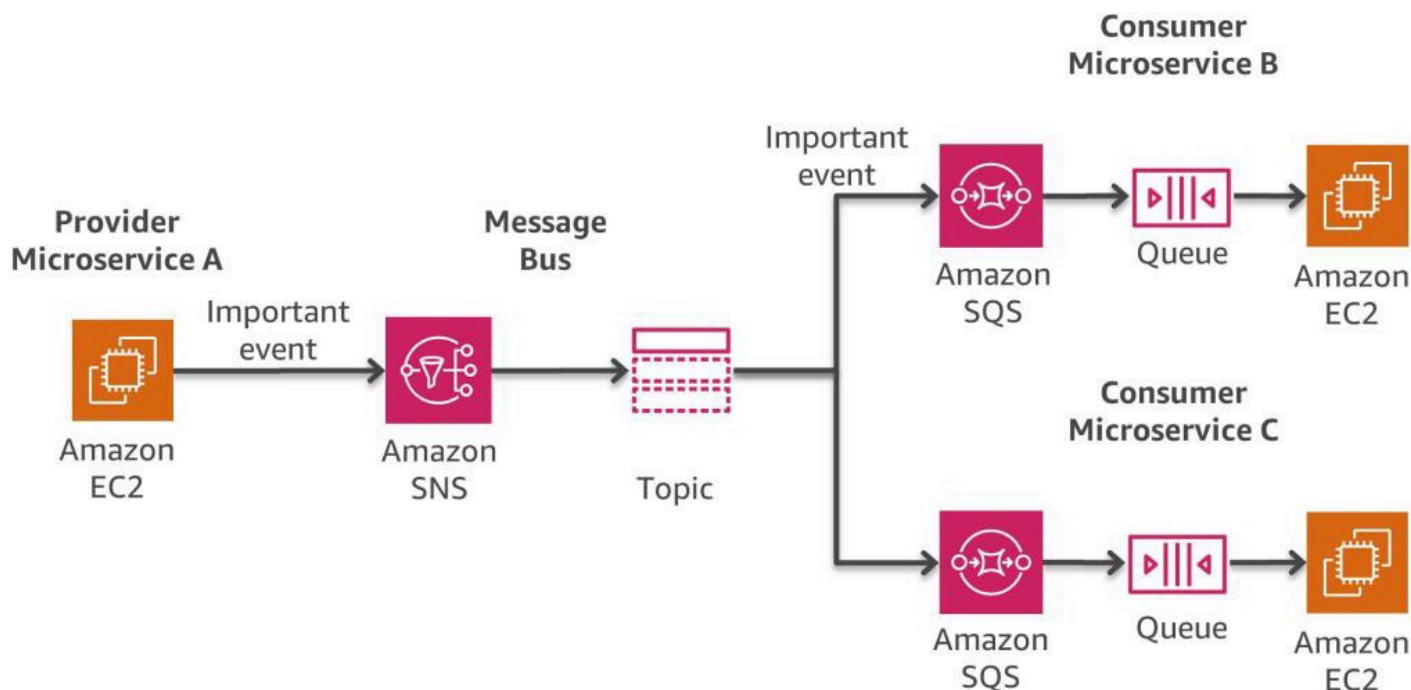 Consumer
Microservice B
Important
event
Provider
Microservice A
Message
Bus
Amazon
SQS
Queue
Amazon
EC2
Important
event
Amazon
EC2
Amazon
SNS
Topic
Consumer
Microservice C
Amazon
SQS
Queue
Amazon
EC2